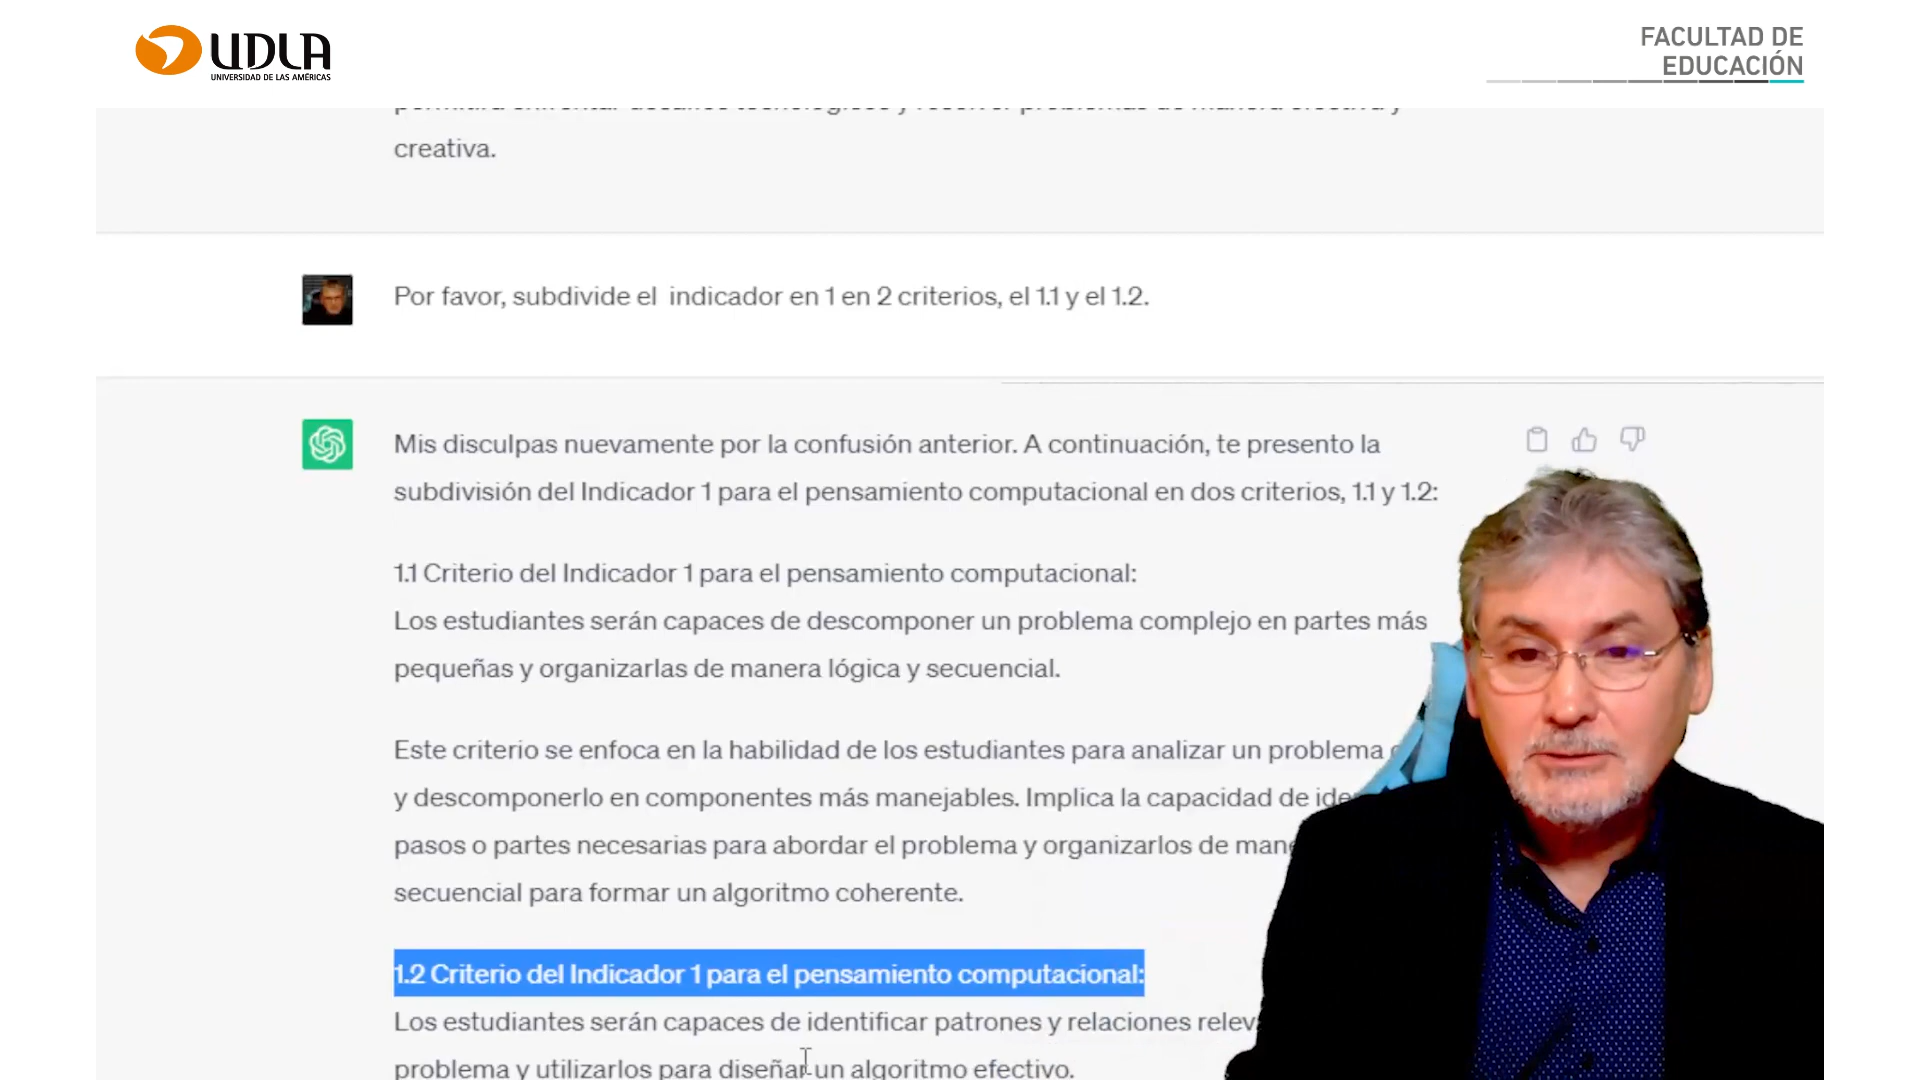 UDLA
UNIVERSIDAD DE LAS AMÉRICAS
FACULTAD DE
EDUCACIÓN
creativa.
Por favor, subdivide el indicador en 1 en 2 criterios, el 1.1 y el 1.2.
Mis disculpas nuevamente por la confusión anterior. A continuación, te presento la
subdivisión del Indicador 1 para el pensamiento computacional en dos criterios, 1.1 y 1.2:
1.1 Criterio del Indicador 1 para el pensamiento computacional:
Los estudiantes serán capaces de descomponer un problema complejo en partes más
pequeñas y organizarlas de manera lógica y secuencial.
Este criterio se enfoca en la habilidad de los estudiantes para analizar un problema
y descomponerlo en componentes más manejables. Implica la capacidad de
pasos o partes necesarias para abordar el problema y organizarlos de
secuencial para formar un algoritmo coherente.
1.2 Criterio del Indicador 1 para el pensamiento computacional:
Los estudiantes serán capaces de identificar patrones y relaciones
problema y utilizarlos para diseñar un algoritmo efectivo.